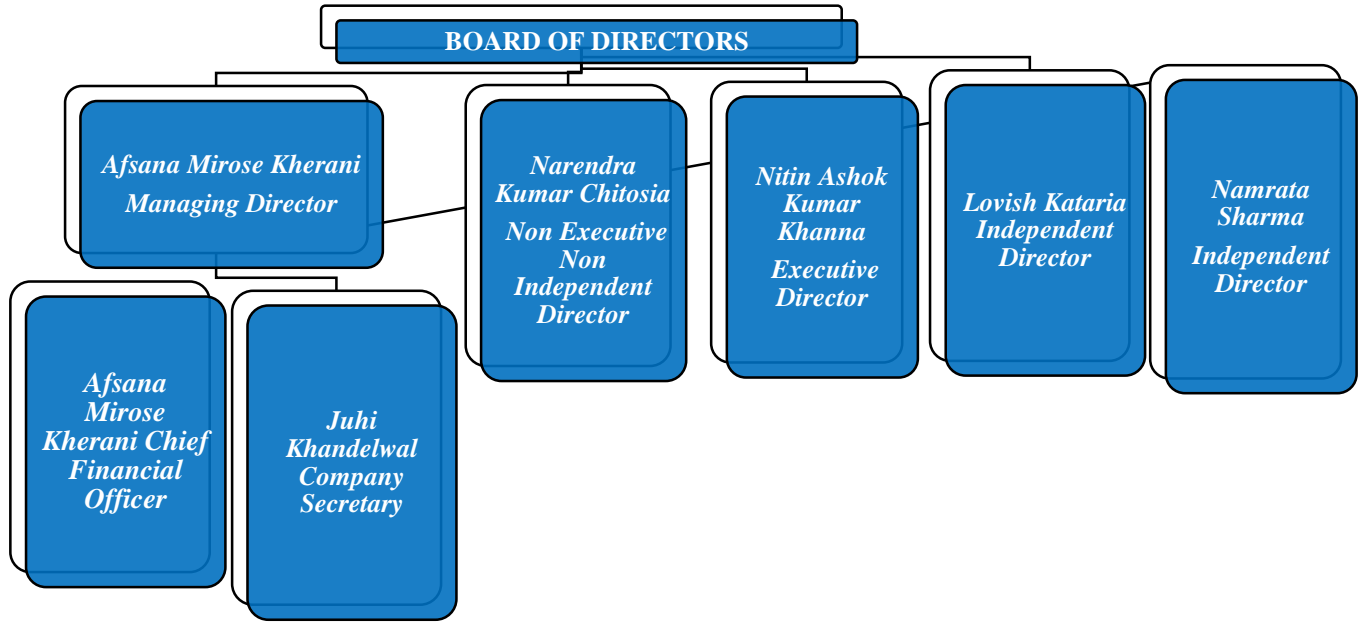 BOARD OF DIRECTORS
Afsana Mirose Kherani
Managing Director
Narendra
Kumar Chitosia
Non Executive
Non
Independent
Director
Nitin Ashok
Kumar
Khanna
Executive
Director
Lovish Kataria
Independent
Director
Namrata
Sharma
Independent
Director
Afsana
Mirose
Kherani Chief
Financial
Officer
Juhi
Khandelwal
Company
Secretary